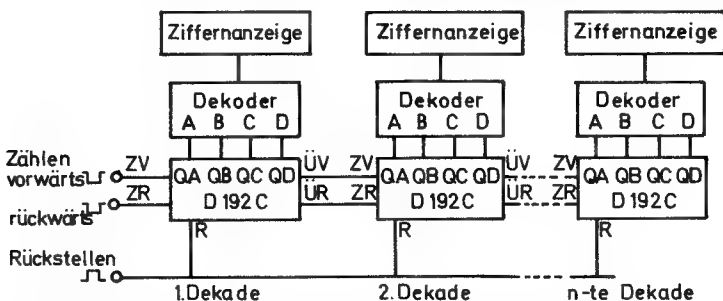 Ziffernanzeige Ziffernanzeige Ziffernanzeige
Dekoder Dekoder Dekoder
A B C D A B C D A B C D
Zählen vorwärts ZV QA QB QC QD ÜV ZV QA QB QC QD ÜV ZV QA QB QC QD
rückwärts ZR D 192 C ÜR ZR D 192 C ÜR ZR D 192 C
R R R
Rückstellen
1.Dekade 2.Dekade n-te Dekade